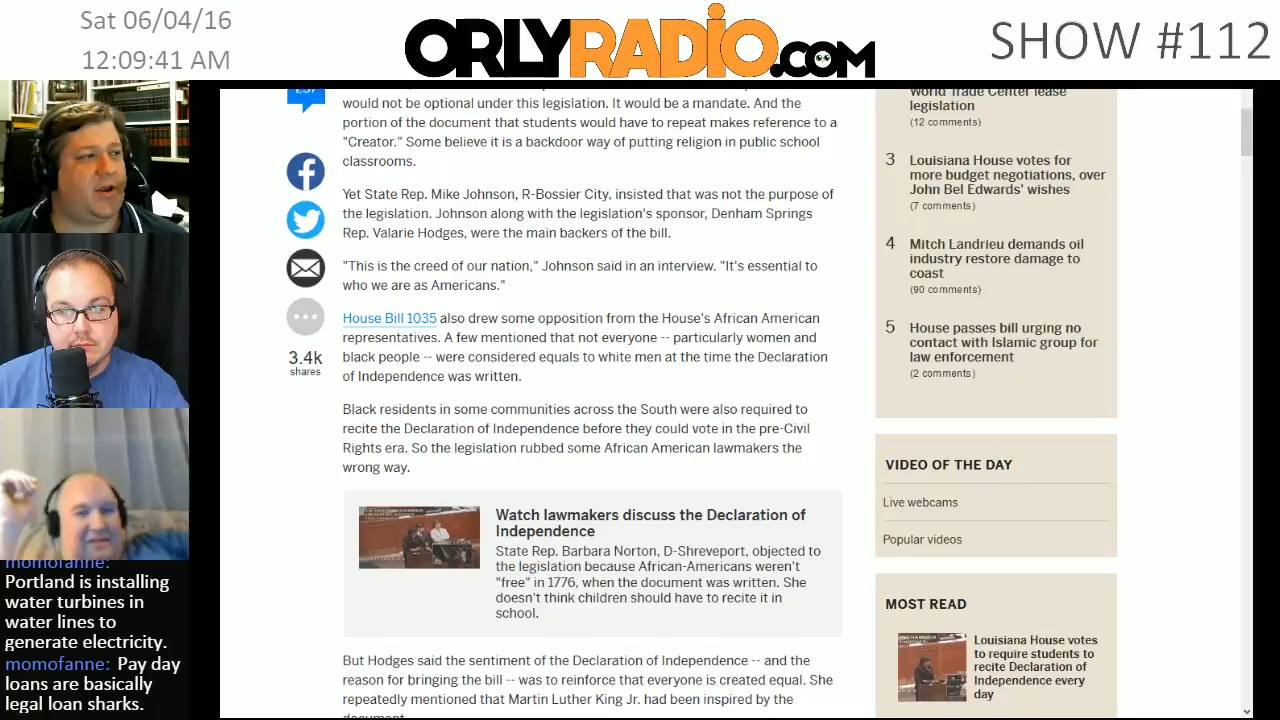 Sat 06/04/16
12:09:41 AM
ORLYRADIO.COM
SHOW #112
would not be optional under this legislation. It would be a mandate. And the
portion of the document that students would have to repeat makes reference to a
"Creator." Some believe it is a backdoor way of putting religion in public school
classrooms.
Yet State Rep. Mike Johnson, R-Bossier City, insisted that was not the purpose of
the legislation. Johnson along with the legislation's sponsor, Denham Springs
Rep. Valarie Hodges, were the main backers of the bill.
"This is the creed of our nation," Johnson said in an interview. "It's essential to
who we are as Americans."
House Bill 1035 also drew some opposition from the House's African American
representatives. A few mentioned that not everyone -- particularly women and
black people -- were considered equals to white men at the time the Declaration
of Independence was written.
Black residents in some communities across the South were also required to
recite the Declaration of Independence before they could vote in the pre-Civil
Rights era. So the legislation rubbed some African American lawmakers the
wrong way.
Watch lawmakers discuss the Declaration of
Independence
State Rep. Barbara Norton, D-Shreveport, objected to
the legislation because African-Americans weren't
"free" in 1776, when the document was written. She
doesn't think children should have to recite it in
school.
But Hodges said the sentiment of the Declaration of Independence -- and the
reason for bringing the bill -- was to reinforce that everyone is created equal. She
repeatedly mentioned that Martin Luther King Jr. had been inspired by the
document.
3.4k
shares
World Trade Center lease
legislation
(12 comments)
3 Louisiana House votes for
more budget negotiations, over
John Bel Edwards' wishes
(7 comments)
4 Mitch Landrieu demands oil
industry restore damage to
coast
(90 comments)
5 House passes bill urging no
contact with Islamic group for
law enforcement
(2 comments)
VIDEO OF THE DAY
Live webcams
Popular videos
MOST READ
Louisiana House votes
to require students to
recite Declaration of
Independence every
day
momofanne:
Portland is installing
water turbines in
water lines to
generate electricity.
momofanne: Pay day
loans are basically
legal loan sharks.